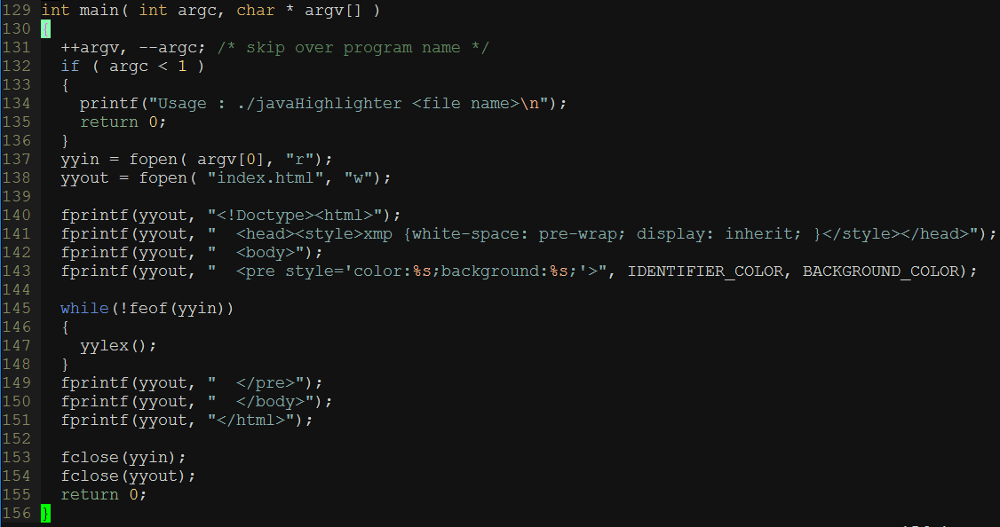 129 int main( int argc, char * argv[] )
130 {
131   ++argv, --argc; /* skip over program name */
132   if ( argc < 1 )
133   {
134     printf("Usage : ./javaHighlighter <file name>\n");
135     return 0;
136   }
137   yyin = fopen( argv[0], "r");
138   yyout = fopen( "index.html", "w");
139
140   fprintf(yyout, "<!Doctype><html>");
141   fprintf(yyout, "  <head><style>xmp {white-space: pre-wrap; display: inherit; }</style></head>");
142   fprintf(yyout, "  <body>");
143   fprintf(yyout, "  <pre style='color:%s;background:%s;'>", IDENTIFIER_COLOR, BACKGROUND_COLOR);
144
145   while(!feof(yyin))
146   {
147     yylex();
148   }
149   fprintf(yyout, "  </pre>");
150   fprintf(yyout, "  </body>");
151   fprintf(yyout, "</html>");
152
153   fclose(yyin);
154   fclose(yyout);
155   return 0;
156 }